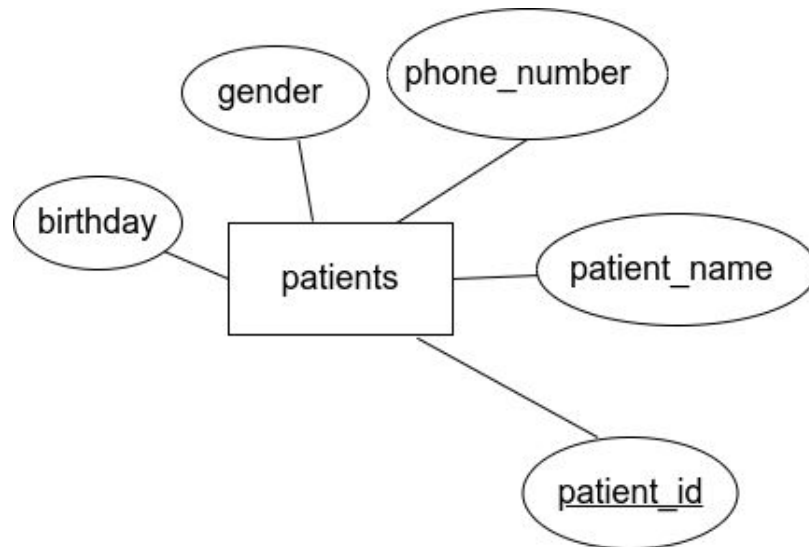 phone_number
gender
birthday
patients
patient_name
patient_id